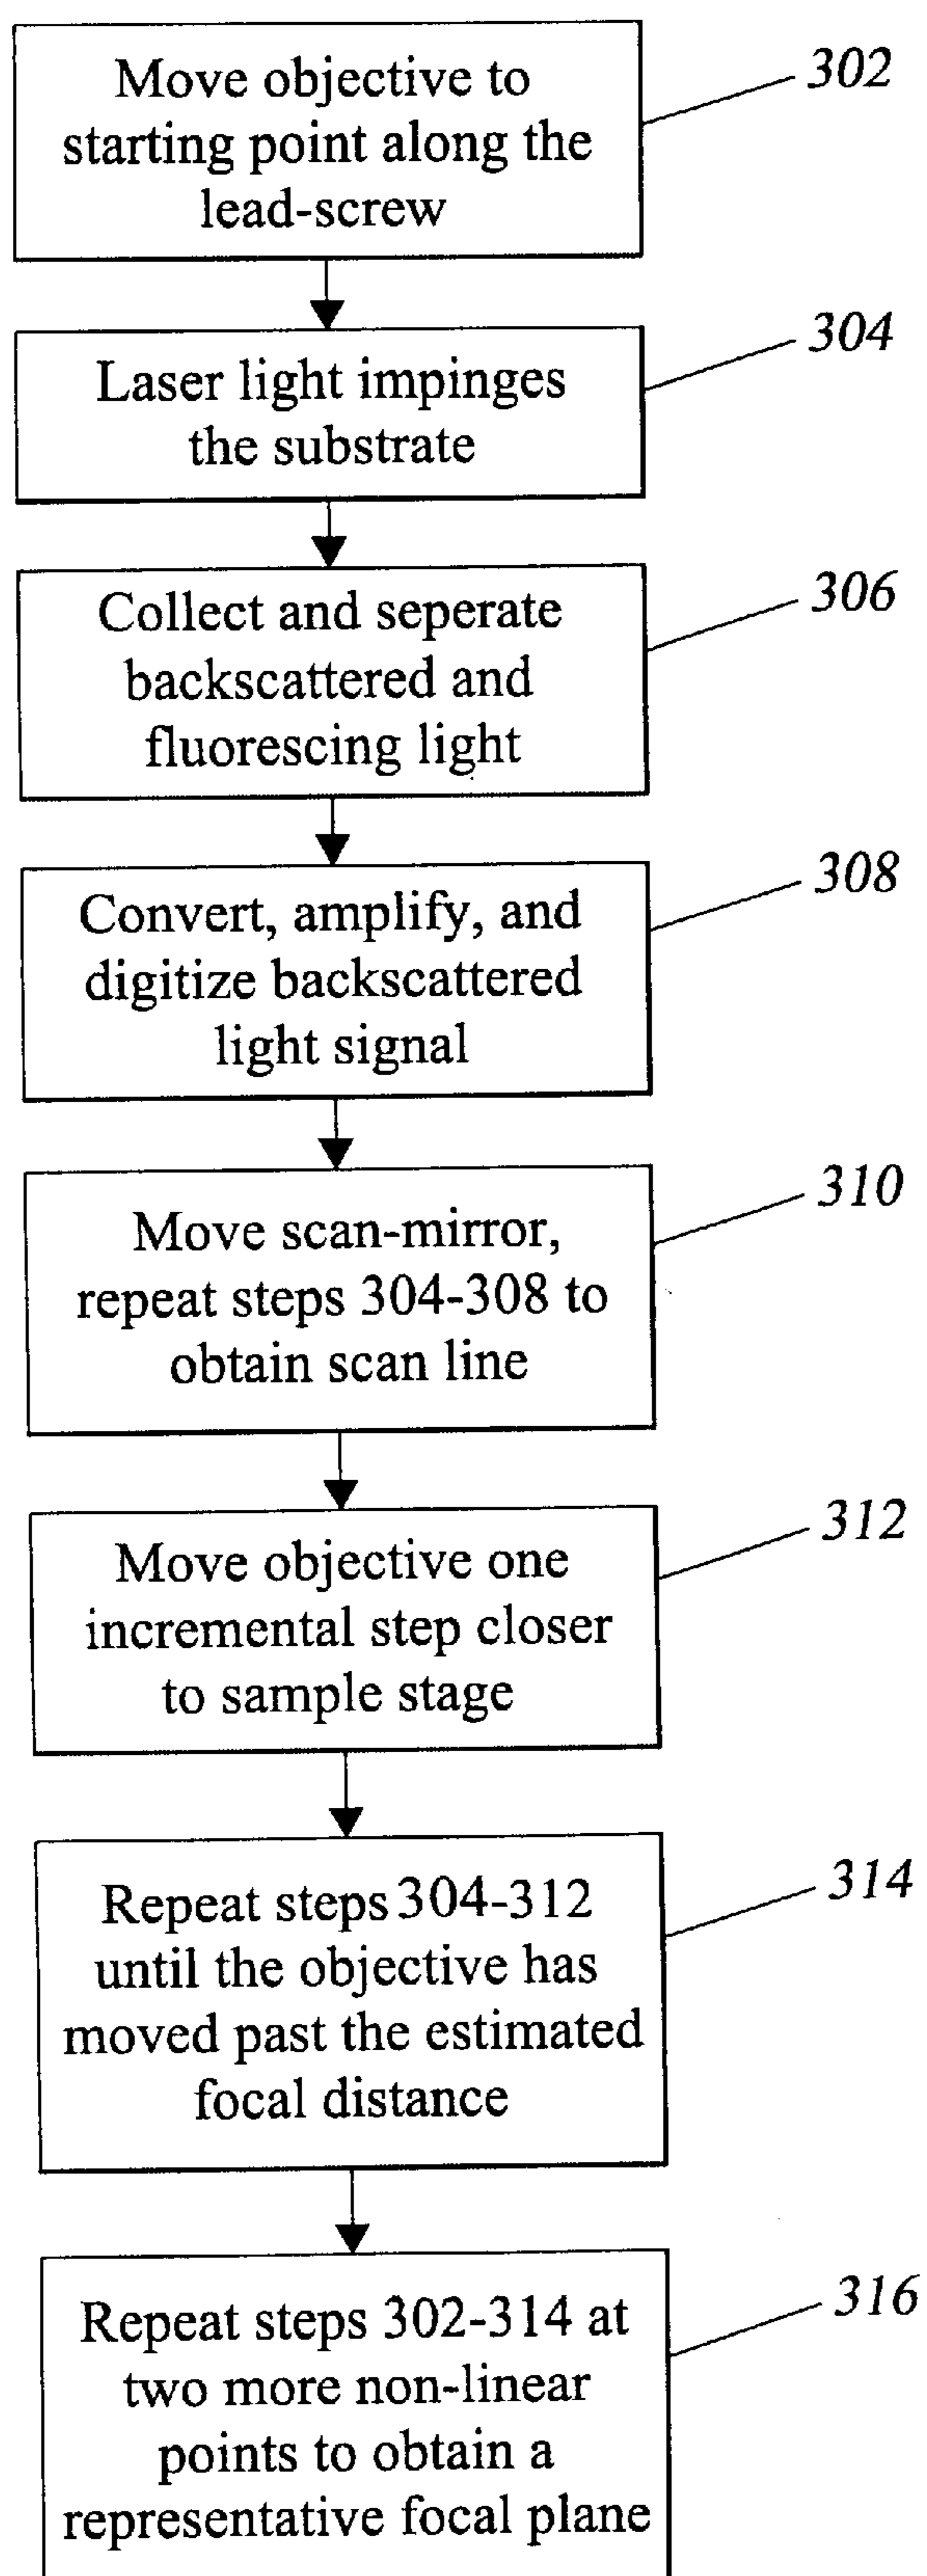 Move objective to
starting point along the
lead-screw
302
Laser light impinges
the substrate
304
Collect and seperate
backscattered and
fluorescing light
306
Convert, amplify, and
digitize backscattered
light signal
308
Move scan-mirror,
repeat steps 304-308 to
obtain scan line
310
Move objective one
incremental step closer
to sample stage
312
Repeat steps 304-312
until the objective has
moved past the estimated
focal distance
314
Repeat steps 302-314 at
two more non-linear
points to obtain a
representative focal plane
316